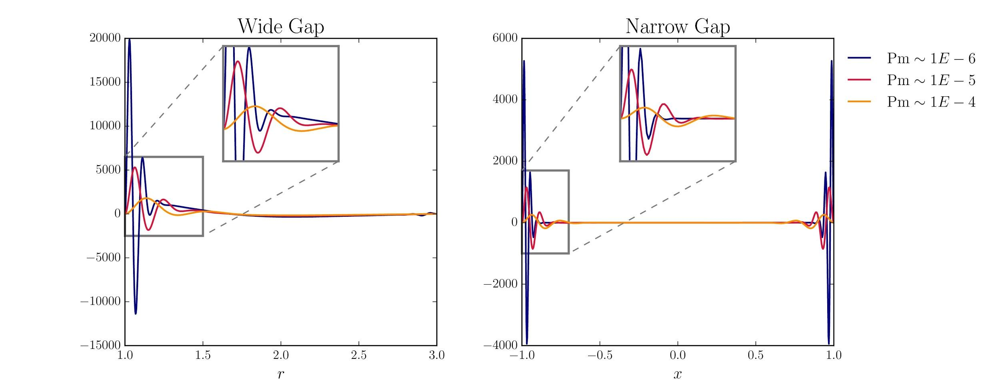 Wide Gap
20000
15000
10000
5000
0
−5000
−10000
−15000
1.0 1.5 2.0 2.5 3.0
r
Narrow Gap
6000
4000
2000
0
−2000
−4000
−1.0 −0.5 0.0 0.5 1.0
x
Pm ∼ 1E − 6
Pm ∼ 1E − 5
Pm ∼ 1E − 4